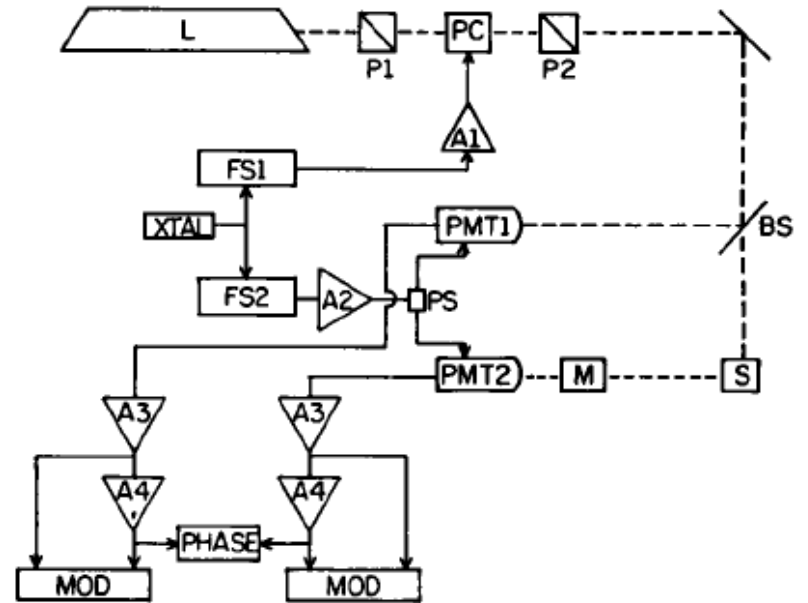 L
PC
P1
P2
A1
FS1
XTAL
PMT1
BS
FS2
A2
PS
PMT2
M
S
A3
A3
A4
A4
PHASE
MOD
MOD